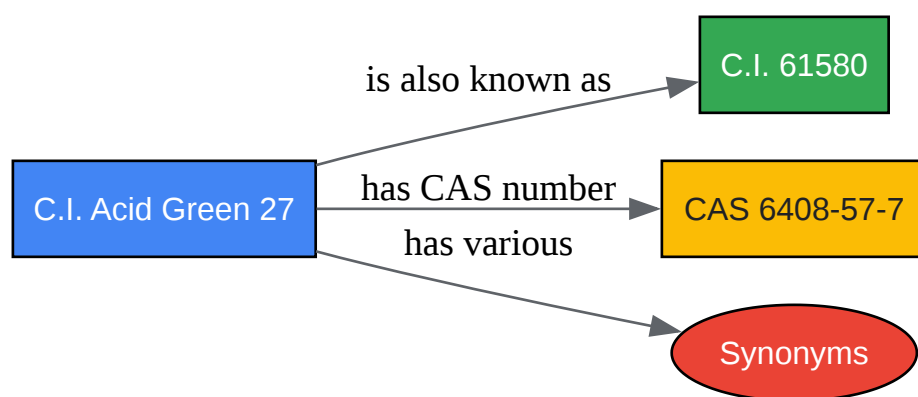 C.I. 61580
is also known as
C.I. Acid Green 27
has CAS number
CAS 6408-57-7
has various
Synonyms